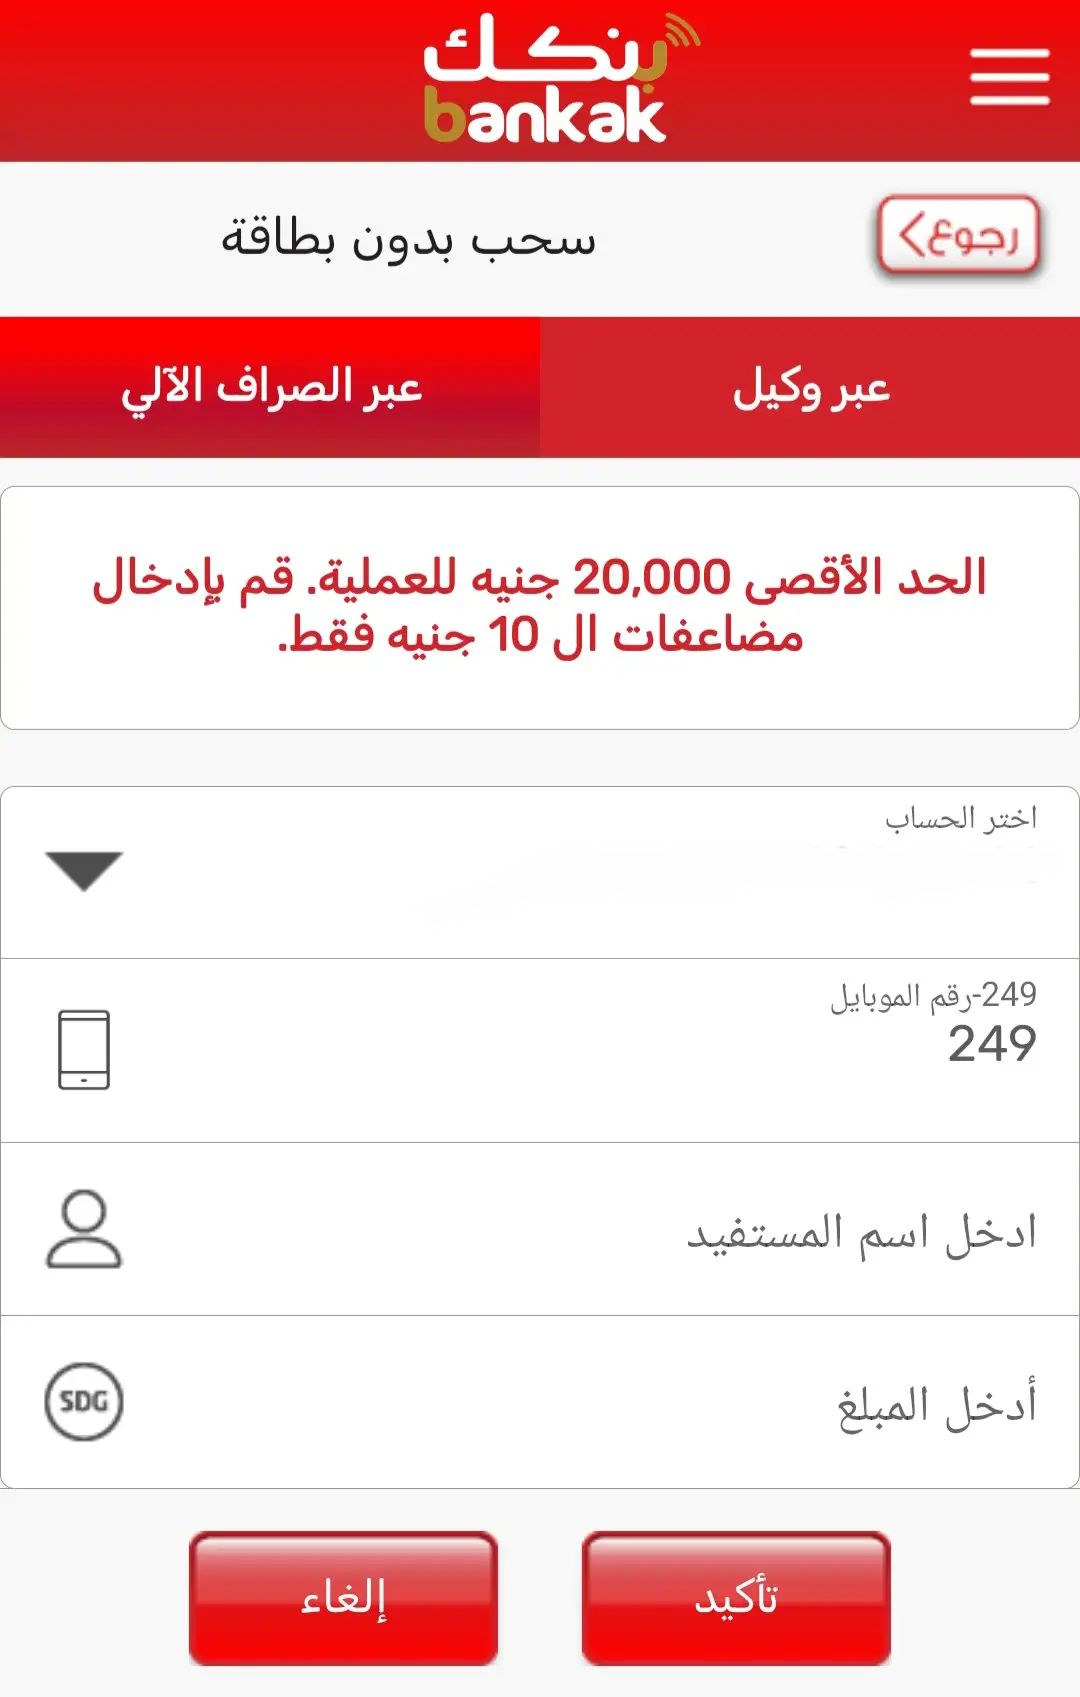 بنكك
bankak
رجوع
سحب بدون بطاقة
عبر وكيل
عبر الصراف الآلي
الحد الأقصى 20,000 جنيه للعملية. قم بإدخال
مضاعفات ال 10 جنيه فقط.
اختر الحساب
249-رقم الموبايل
249
ادخل اسم المستفيد
أدخل المبلغ
SDG
تأكيد
إلغاء